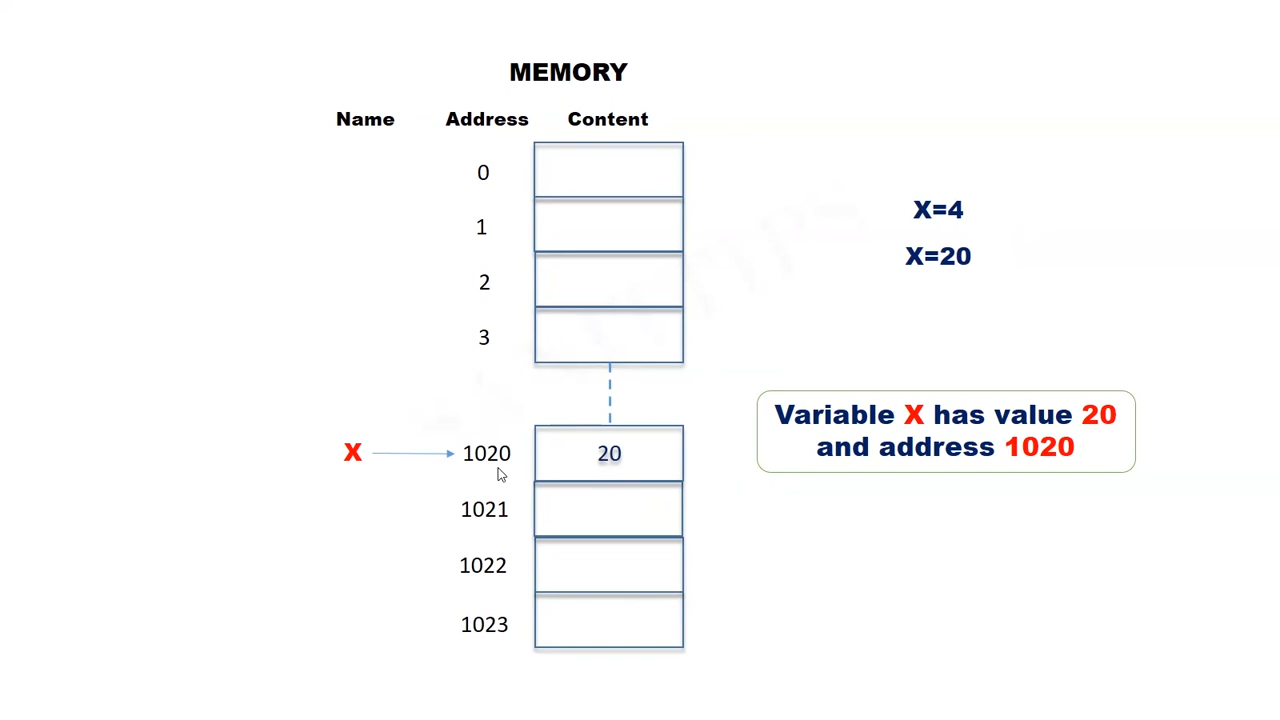 MEMORY
Name Address Content
0
1
2
3
X=4
X=20
X 1020 20
1021
1022
1023
Variable X has value 20
and address 1020